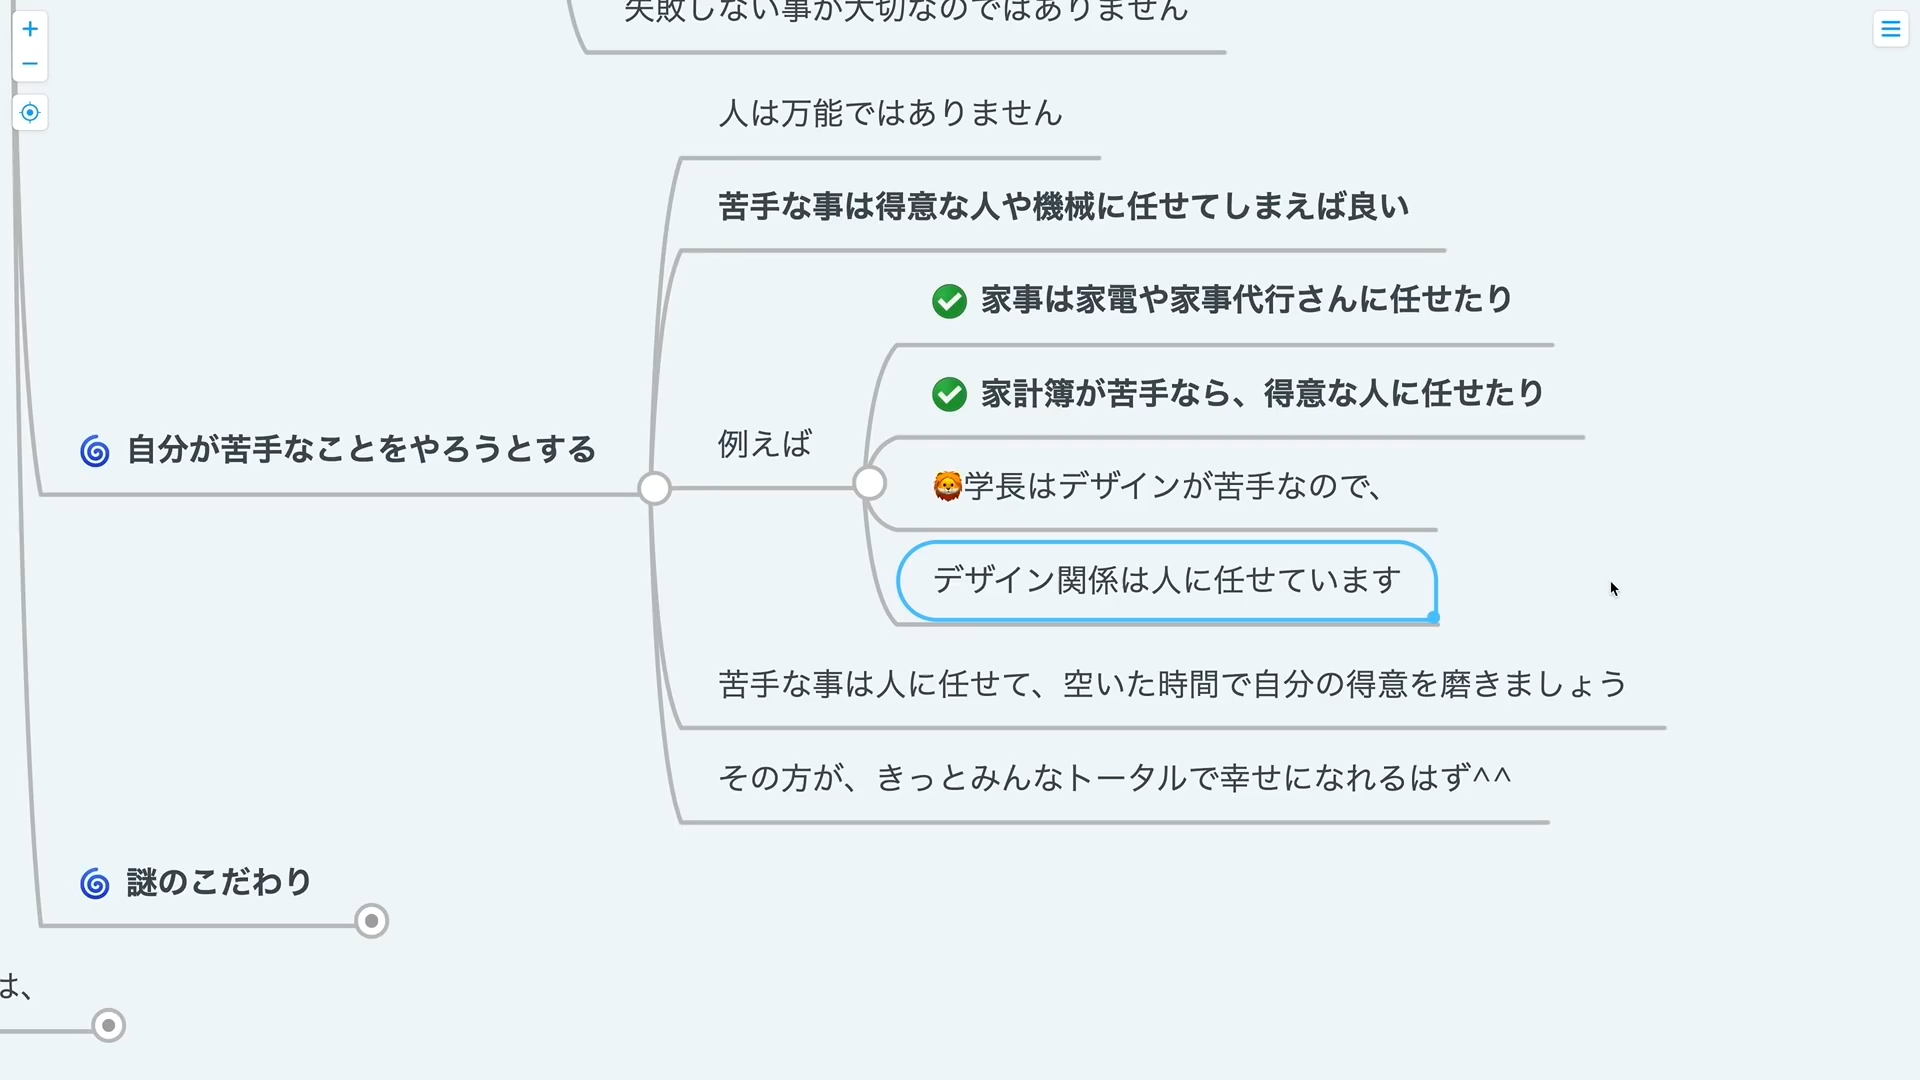 失敗しない事が大切なのではありません
人は万能ではありません
苦手な事は得意な人や機械に任せてしまえば良い
家事は家電や家事代行さんに任せたり
家計簿が苦手なら、得意な人に任せたり
自分が苦手なことをやろうとする
例えば
学長はデザインが苦手なので、
デザイン関係は人に任せています
苦手な事は人に任せて、空いた時間で自分の得意を磨きましょう
その方が、きっとみんなトータルで幸せになれるはず^^
謎のこだわり
は、